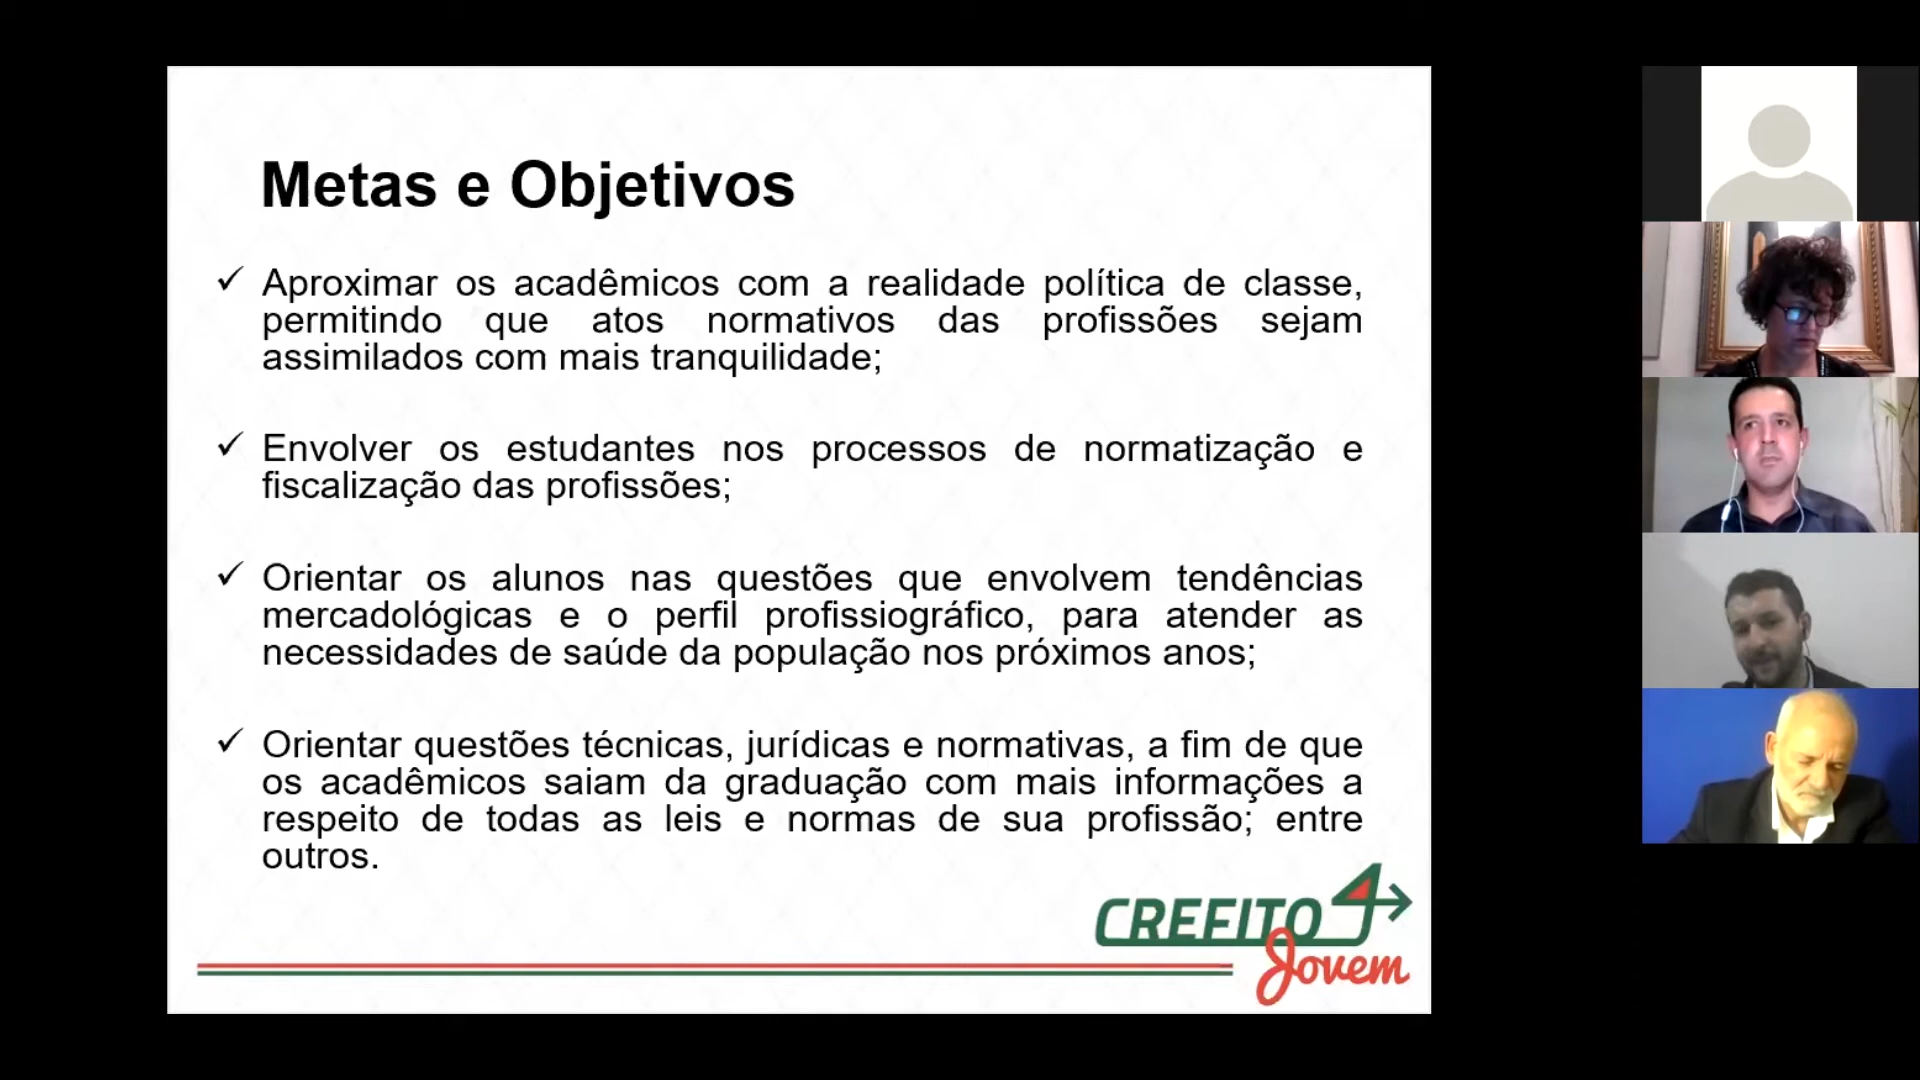 Metas e Objetivos
✓ Aproximar os acadêmicos com a realidade política de classe,
permitindo que atos normativos das profissões sejam
assimilados com mais tranquilidade;
✓ Envolver os estudantes nos processos de normatização e
fiscalização das profissões;
✓ Orientar os alunos nas questões que envolvem tendências
mercadológicas e o perfil profissiográfico, para atender as
necessidades de saúde da população nos próximos anos;
✓ Orientar questões técnicas, jurídicas e normativas, a fim de que
os acadêmicos saiam da graduação com mais informações a
respeito de todas as leis e normas de sua profissão; entre
outros.
CREFITO 4
Jovem